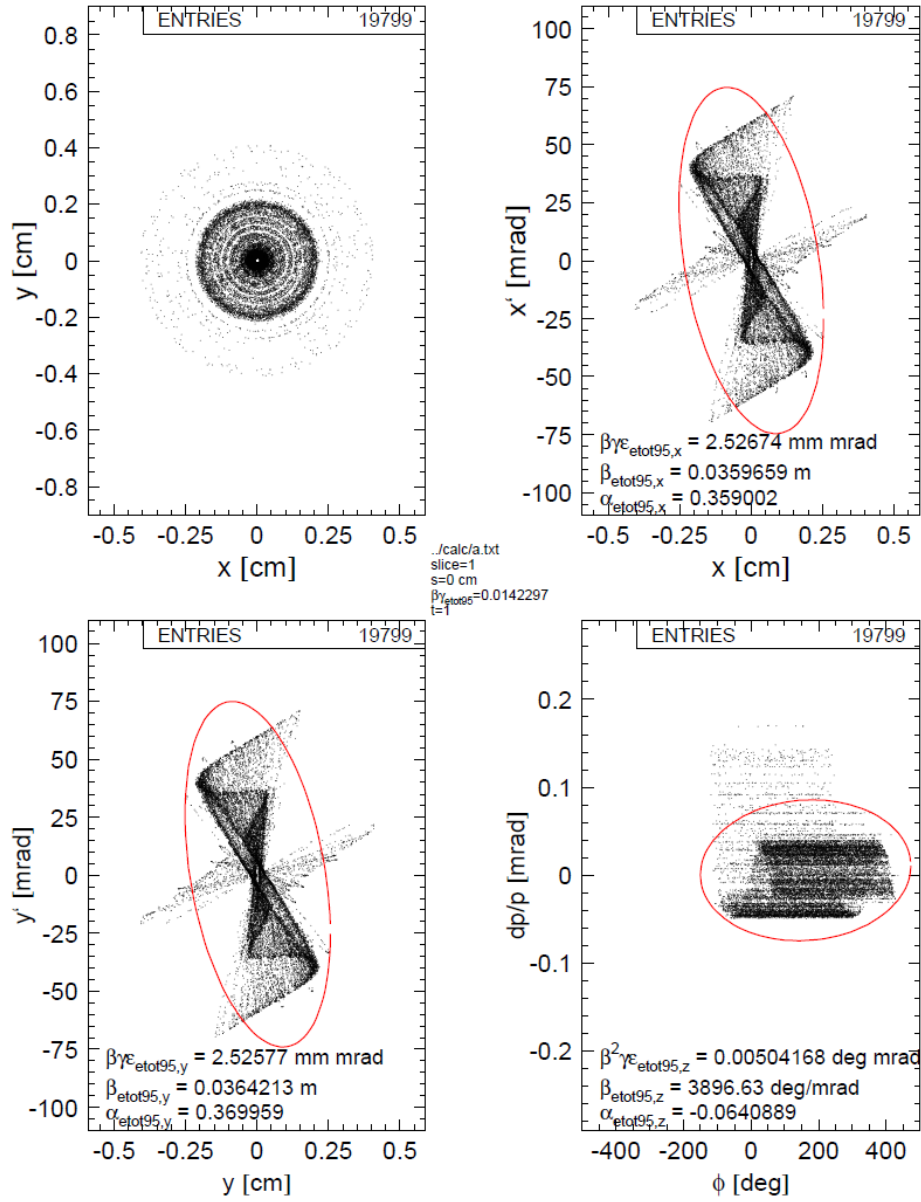 ENTRIES 19799
0.8
0.6
0.4
0.2
0
-0.2
-0.4
-0.6
-0.8
y [cm]
-0.5 -0.25 0 0.25 0.5
x [cm]
ENTRIES 19799
100
75
50
25
0
-25
-50
-75
-100
x' [mrad]
βγε_etot95,x = 2.52674 mm mrad
β_etot95,x = 0.0359659 m
α_etot95,x = 0.359002
-0.5 -0.25 0 0.25 0.5
x [cm]
../calc/a.txt
slice=1
s=0 cm
βγ_etot95=0.0142297
t=1
ENTRIES 19799
100
75
50
25
0
-25
-50
-75
-100
y' [mrad]
βγε_etot95,y = 2.52577 mm mrad
β_etot95,y = 0.0364213 m
α_etot95,y = 0.369959
-0.5 -0.25 0 0.25 0.5
y [cm]
ENTRIES 19799
0.2
0.1
0
-0.1
-0.2
dp/p [mrad]
β²γε_etot95,z = 0.00504168 deg mrad
β_etot95,z = 3896.63 deg/mrad
α_etot95,z = -0.0640889
-400 -200 0 200 400
ϕ [deg]